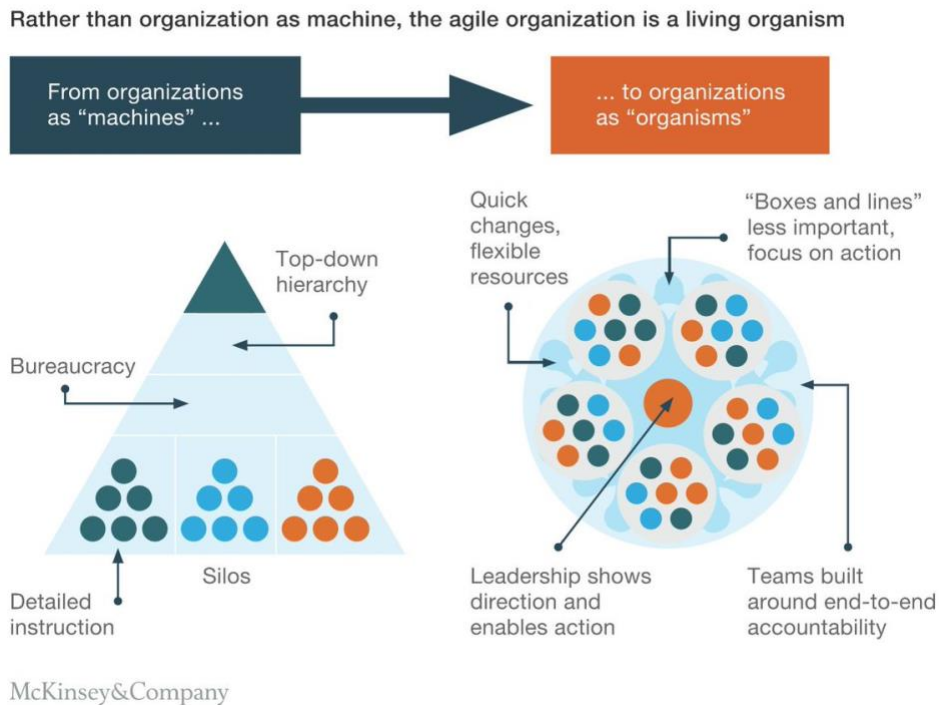 Rather than organization as machine, the agile organization is a living organism
From organizations
as “machines” ...
... to organizations
as “organisms”
Top-down
hierarchy
Bureaucracy
Silos
Detailed
instruction
Quick
changes,
flexible
resources
“Boxes and lines”
less important,
focus on action
Leadership shows
direction and
enables action
Teams built
around end-to-end
accountability
McKinsey&Company